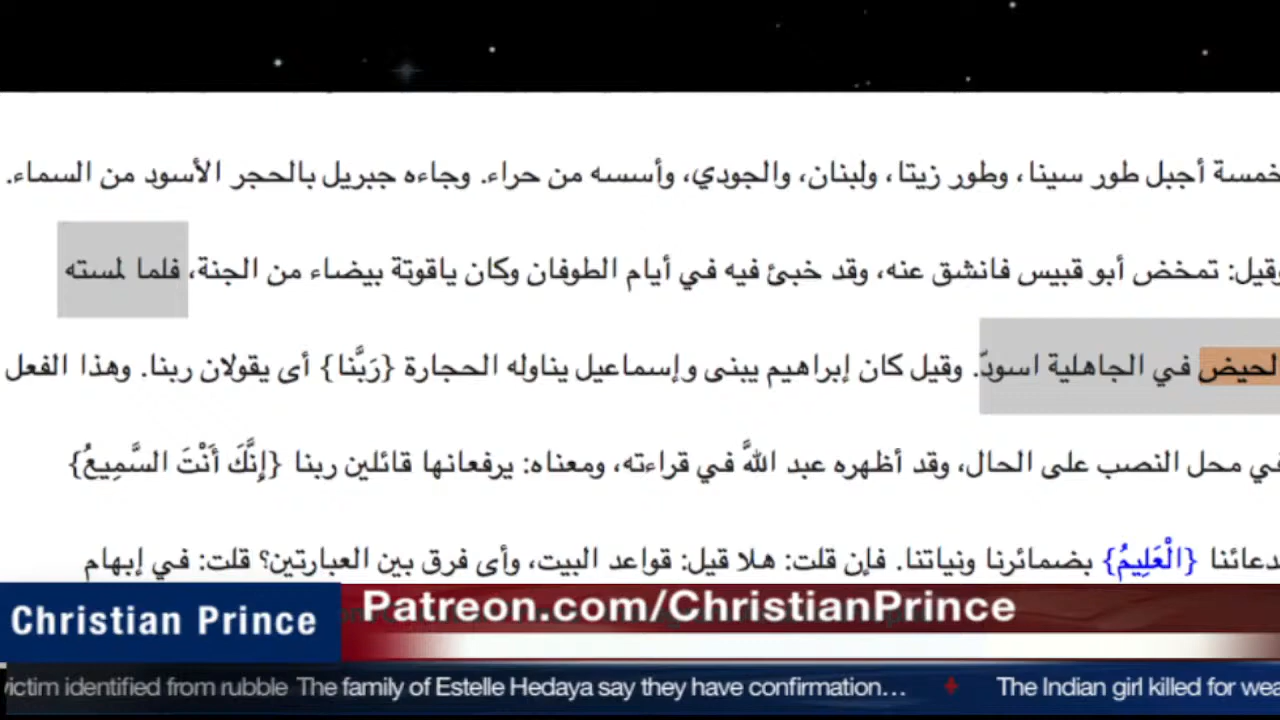 خمسة أجبل طور سينا، وطور زيتا، ولبنان، والجودي، وأسسه من حراء. وجاءه جبريل بالحجر الأسود من السماء.
وقيل: تمخض أبو قبيس فانشق عنه، وقد خبئ فيه في أيام الطوفان وكان ياقوتة بيضاء من الجنة، فلما لمسته
لحيض في الجاهلية اسودّ. وقيل كان إبراهيم يبنى وإسماعيل يناوله الحجارة {رَبَّنا} أى يقولان ربنا. وهذا الفعل
في محل النصب على الحال، وقد أظهره عبد اللَّه في قراءته، ومعناه: يرفعانها قائلين ربنا {إِنَّكَ أَنْتَ السَّمِيعُ}
دعائنا {الْعَلِيمُ} بضمائرنا ونياتنا. فإن قلت: هلا قيل: قواعد البيت، وأى فرق بين العبارتين؟ قلت: في إبهام
Christian Prince
Patreon.com/ChristianPrince
victim identified from rubble The family of Estelle Hedaya say they have confirmation… The Indian girl killed for wea